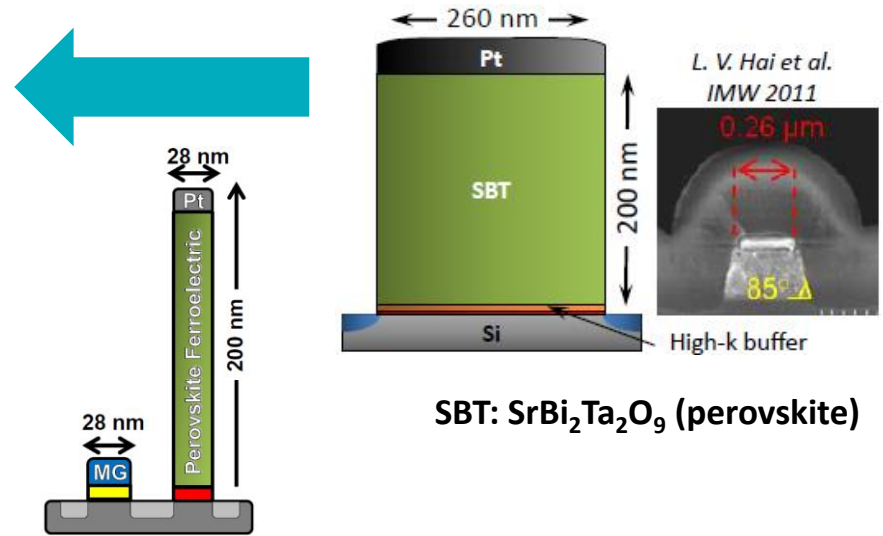 260 nm
Pt
SBT
200 nm
Si
High-k buffer
L. V. Hai et al.
IMW 2011
0.26 μm
85°
SBT: SrBi₂Ta₂O₉ (perovskite)
28 nm
Pt
Perovskite Ferroelectric
200 nm
28 nm
MG